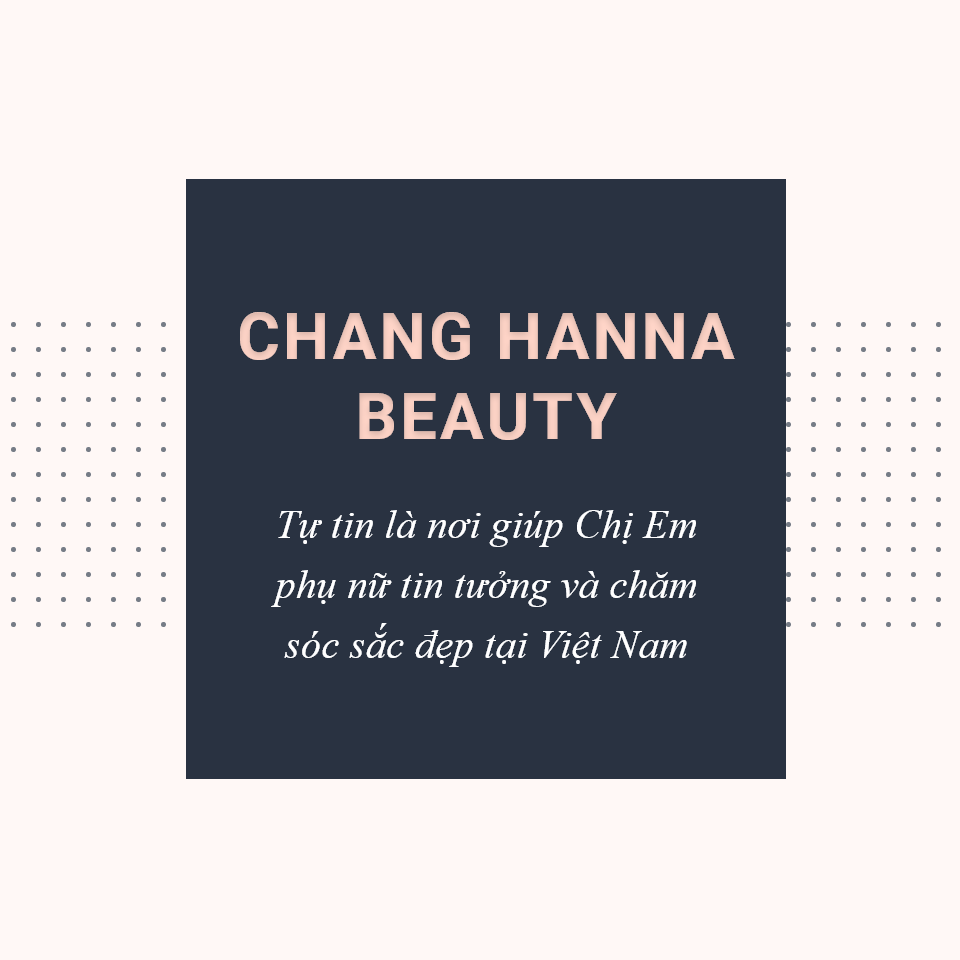 CHANG HANNA
BEAUTY
Tự tin là nơi giúp Chị Em
phụ nữ tin tưởng và chăm
sóc sắc đẹp tại Việt Nam